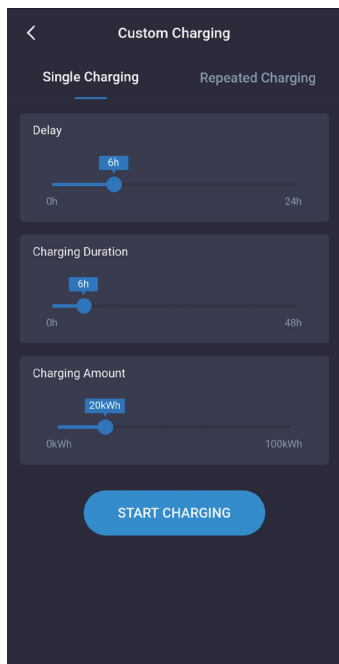 Custom Charging
Single Charging Repeated Charging
Delay
6h
0h 24h
Charging Duration
6h
0h 48h
Charging Amount
20kWh
0kWh 100kWh
START CHARGING